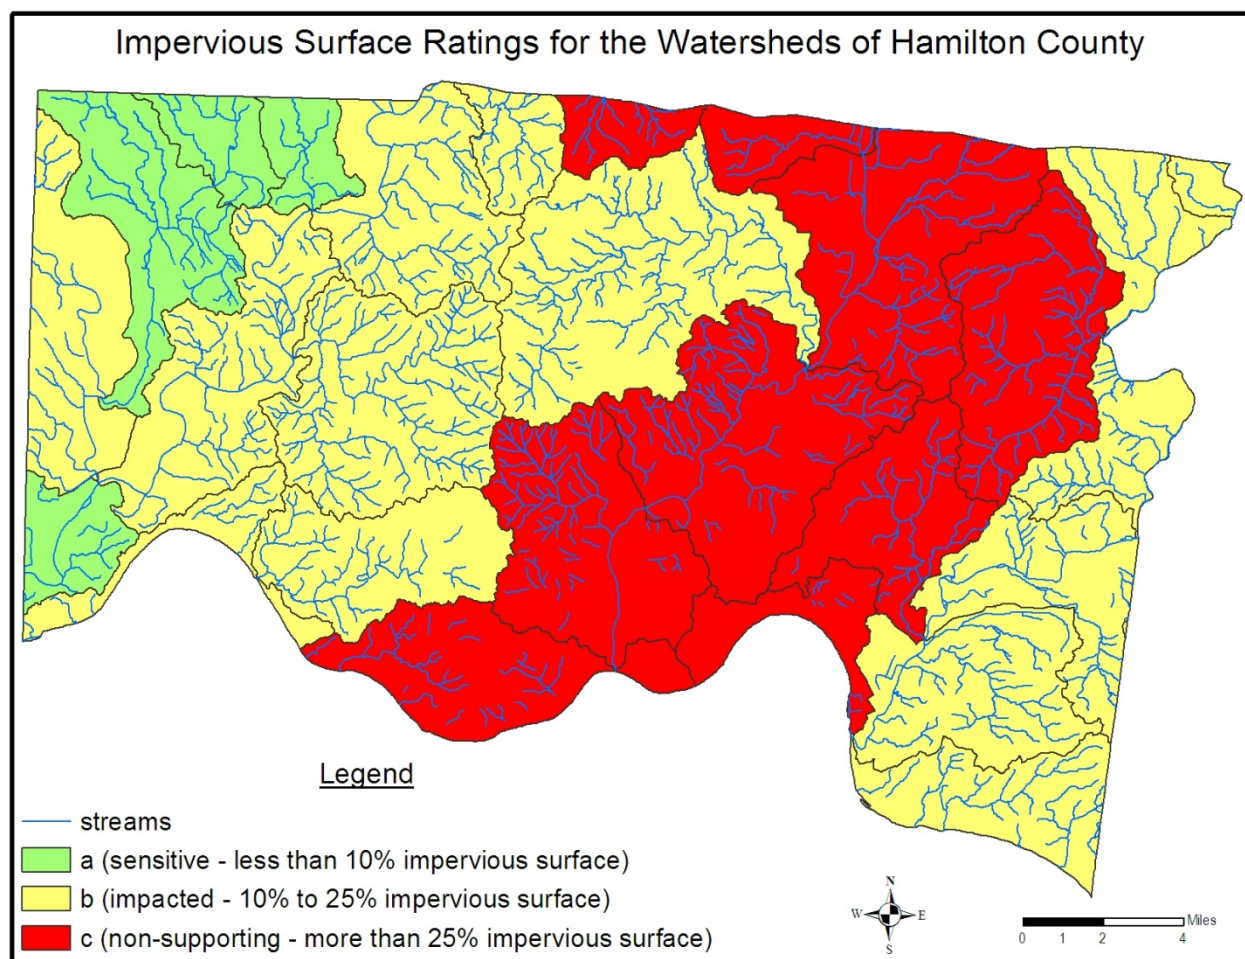 Impervious Surface Ratings for the Watersheds of Hamilton County
Legend
streams
a (sensitive - less than 10% impervious surface)
b (impacted - 10% to 25% impervious surface)
c (non-supporting - more than 25% impervious surface)
N
W E
S
Miles
0 1 2 4